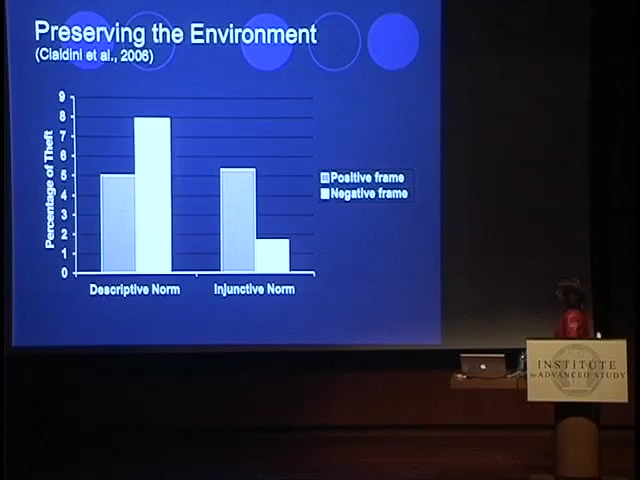 Preserving the Environment
(Cialdini et al., 2006)
9
8
7
6
5
4
3
2
1
0
Percentage of Theft
Descriptive Norm
Injunctive Norm
Positive frame
Negative frame
INSTITUTE
for ADVANCED STUDY